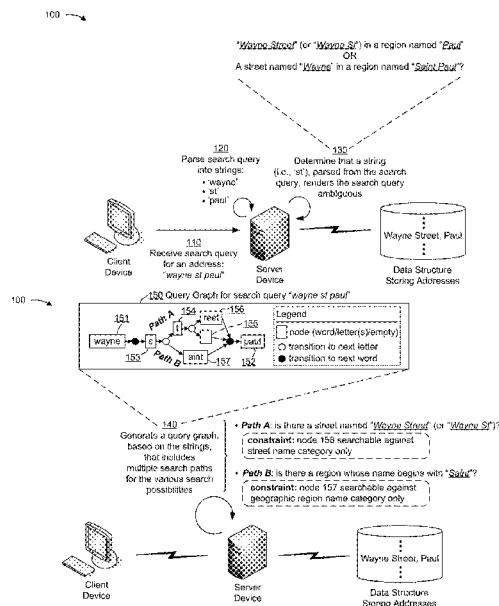 100
"Wayne Street" (or "Wayne St") in a region named "Paul"
OR
A street named "Wayne" in a region named "Saint Paul"?
120
Parse search query
into strings:
• 'wayne'
• 'st'
• 'paul'
130
Determine that a string
(i.e., 'st'), parsed from the search
query, renders the search query
ambiguous
110
Receive search query
for an address:
"wayne st paul"
Client
Device
Server
Device
Wayne Street, Paul
Data Structure
Storing Addresses
100
150 Query Graph for search query "wayne st paul"
151
wayne
153
s
Path A
154
t
reet
156
155
Path B
aint
157
paul
152
Legend
node (word/letter(s)/empty)
transition to next letter
transition to next word
140
Generate a query graph,
based on the strings,
that includes
multiple search paths
for the various search
possibilities
• Path A: is there a street named "Wayne Street" (or "Wayne St")?
constraint: node 156 searchable against
street name category only
• Path B: is there a region whose name begins with "Saint"?
constraint: node 157 searchable against
geographic region name category only
Client
Device
Server
Device
Wayne Street, Paul
Data Structure
Storing Addresses